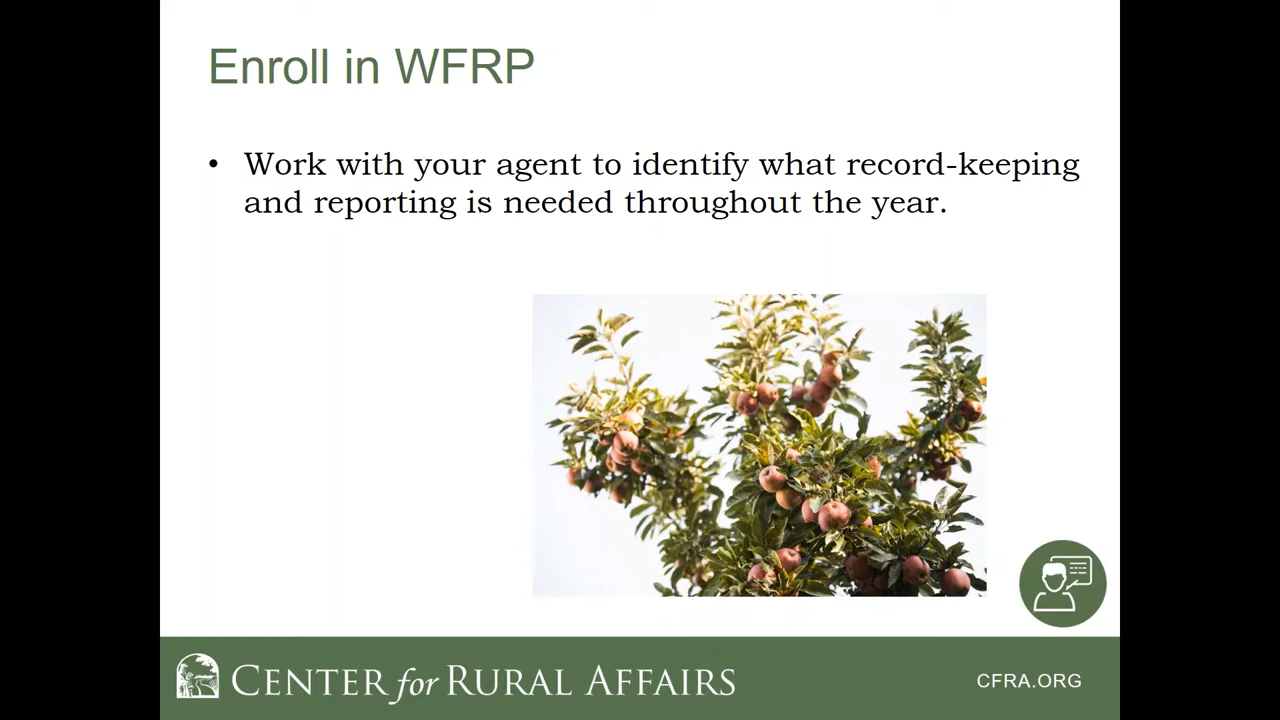 Enroll in WFRP
• Work with your agent to identify what record-keeping
and reporting is needed throughout the year.
CENTER for RURAL AFFAIRS
CFRA.ORG